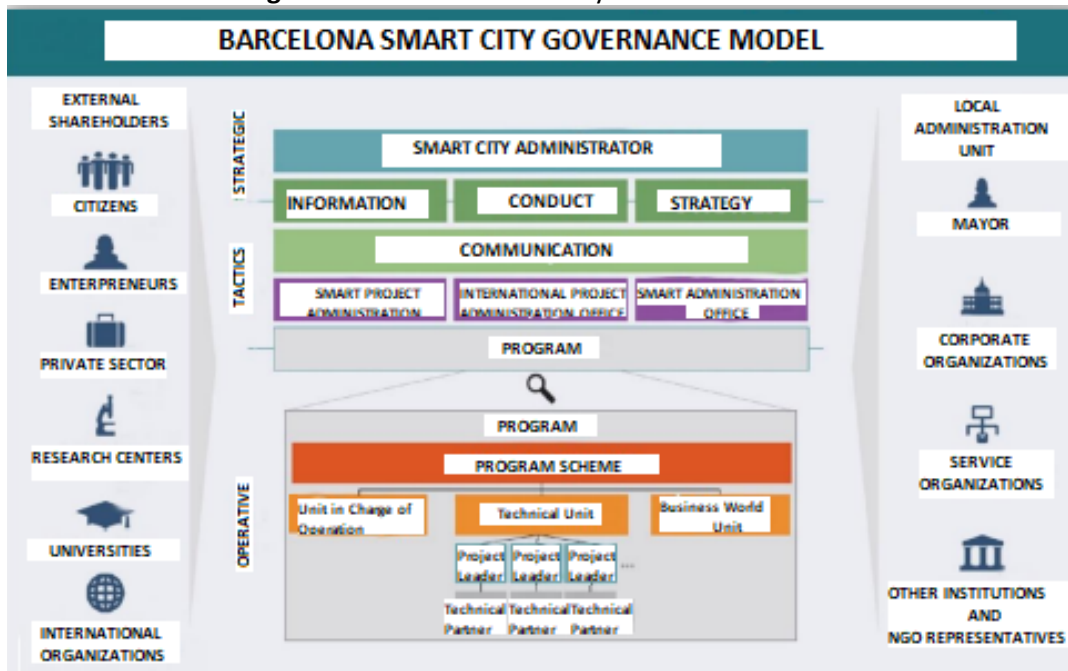 BARCELONA SMART CITY GOVERNANCE MODEL
EXTERNAL
SHAREHOLDERS
CITIZENS
ENTERPRENEURS
PRIVATE SECTOR
RESEARCH CENTERS
UNIVERSITIES
INTERNATIONAL
ORGANIZATIONS
STRATEGIC
SMART CITY ADMINISTRATOR
INFORMATION
CONDUCT
STRATEGY
TACTICS
COMMUNICATION
SMART PROJECT
ADMINISTRATION
INTERNATIONAL PROJECT
ADMINISTRATION OFFICE
SMART ADMINISTRATION
OFFICE
PROGRAM
OPERATIVE
PROGRAM
PROGRAM SCHEME
Unit in Charge of
Operation
Technical Unit
Business World
Unit
Project
Leader
Project
Leader
Project
Leader
...
Technical
Partner
Technical
Partner
Technical
Partner
LOCAL
ADMINISTRATION
UNIT
MAYOR
CORPORATE
ORGANIZATIONS
SERVICE
ORGANIZATIONS
OTHER INSTITUTIONS
AND
NGO REPRESENTATIVES